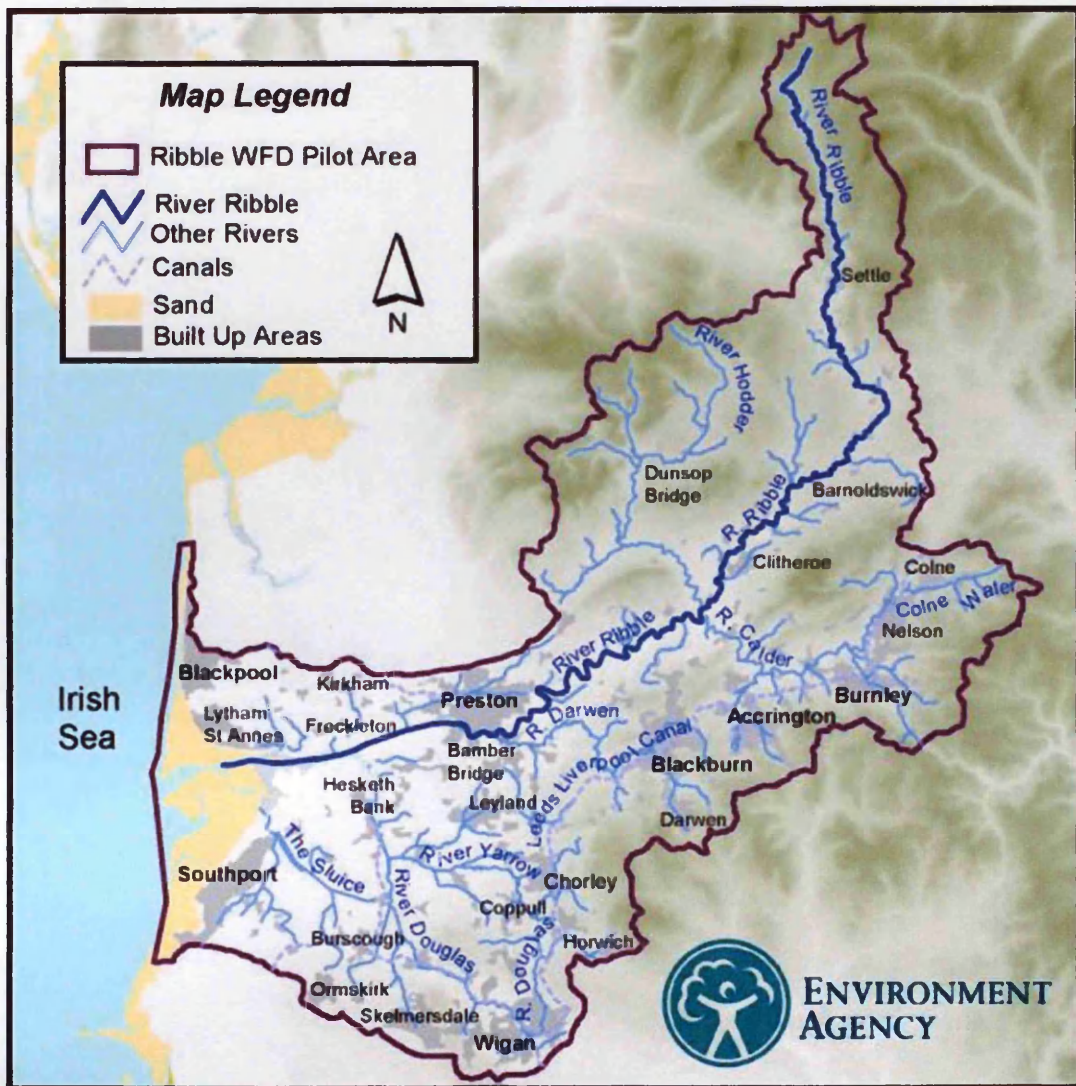 Map Legend
Ribble WFD Pilot Area
River Ribble
Other Rivers
Canals
Sand
Built Up Areas
N
River Ribble
Settle
River Hodder
Dunsop
Bridge
R. Ribble
Barnoldswick
Clitheroe
Colne
Colne Water
Nelson
R. Calder
River Ribble
Burnley
Blackpool
Kirkham
Preston
Irish
Sea
Lytham
St Annes
Freckleton
R. Darwen
Accrington
Bamber
Bridge
Blackburn
Hesketh
Bank
Leyland
Leeds Liverpool Canal
Darwen
The Sluice
River Yarrow
Southport
Chorley
Coppull
River Douglas
Burscough
R. Douglas
Horwich
Ormskirk
Skelmersdale
Wigan
ENVIRONMENT
AGENCY